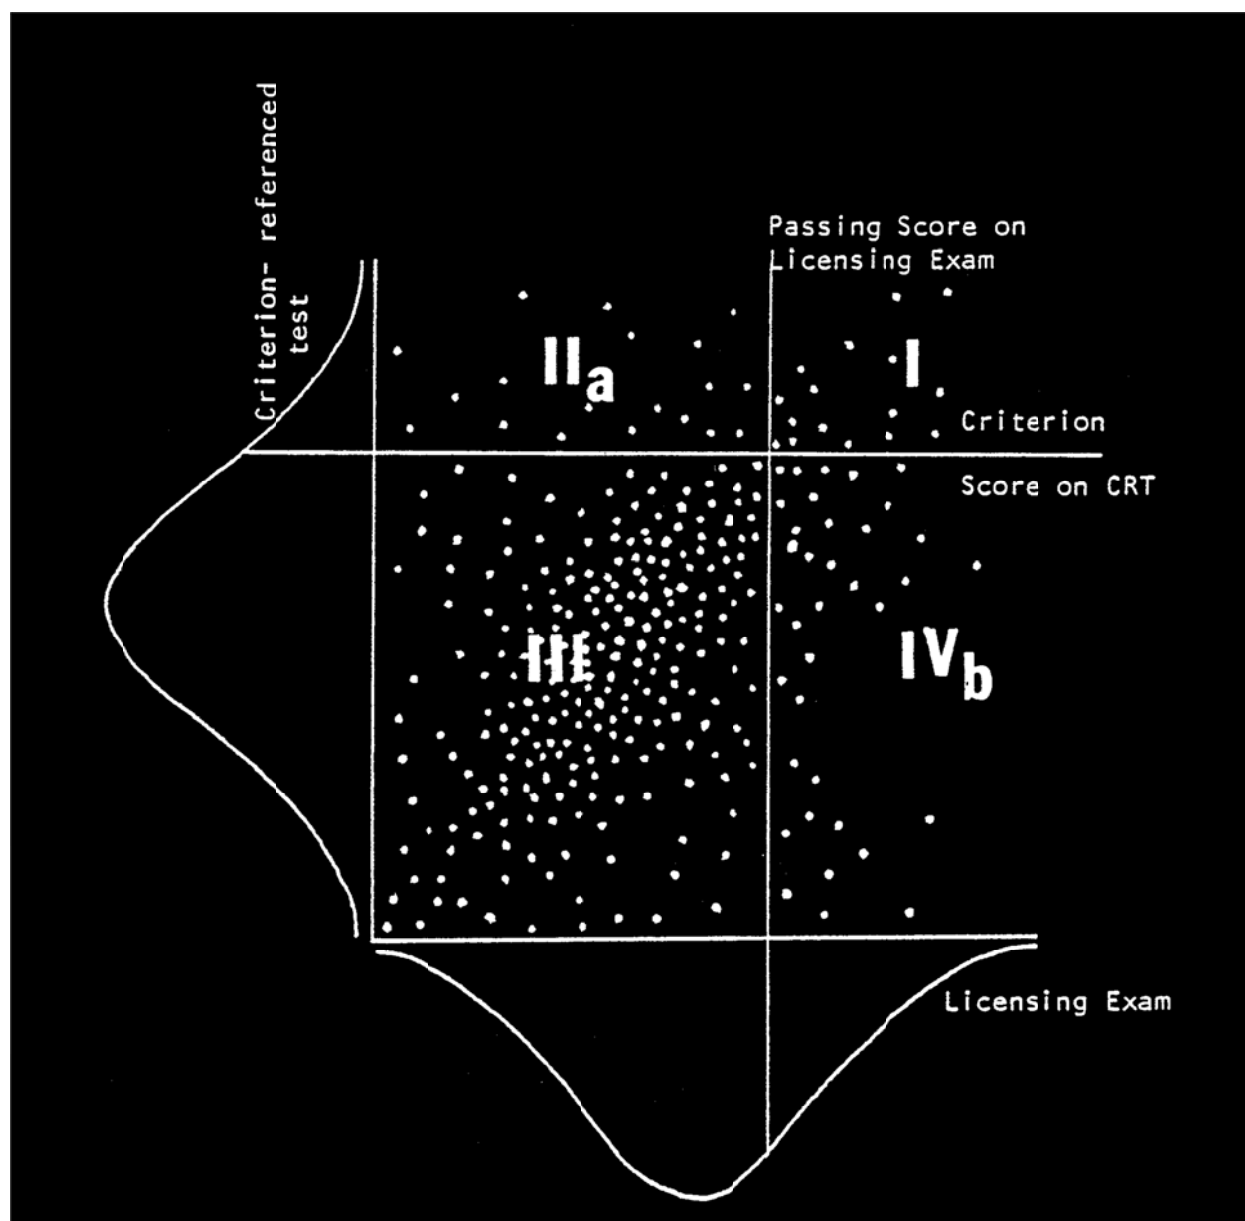 Criterion- referenced
test
Passing Score on
Licensing Exam
IIa
I
Criterion
Score on CRT
III
IVb
Licensing Exam